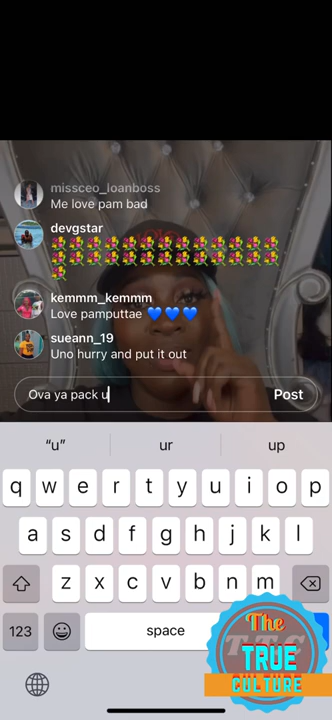 missceo_loanboss
Me love pam bad
devgstar
💐💐💐💐💐💐💐💐💐💐💐💐💐
💐💐💐💐💐💐💐💐💐💐💐💐💐
💐
kemmm_kemmm
Love pamputtae 💙💙💙
sueann_19
Uno hurry and put it out
Ova ya pack u Post
“u” ur up
q w e r t y u i o p
a s d f g h j k l
z x c v b n m
123 space
The
TTC
TRUE
CULTURE